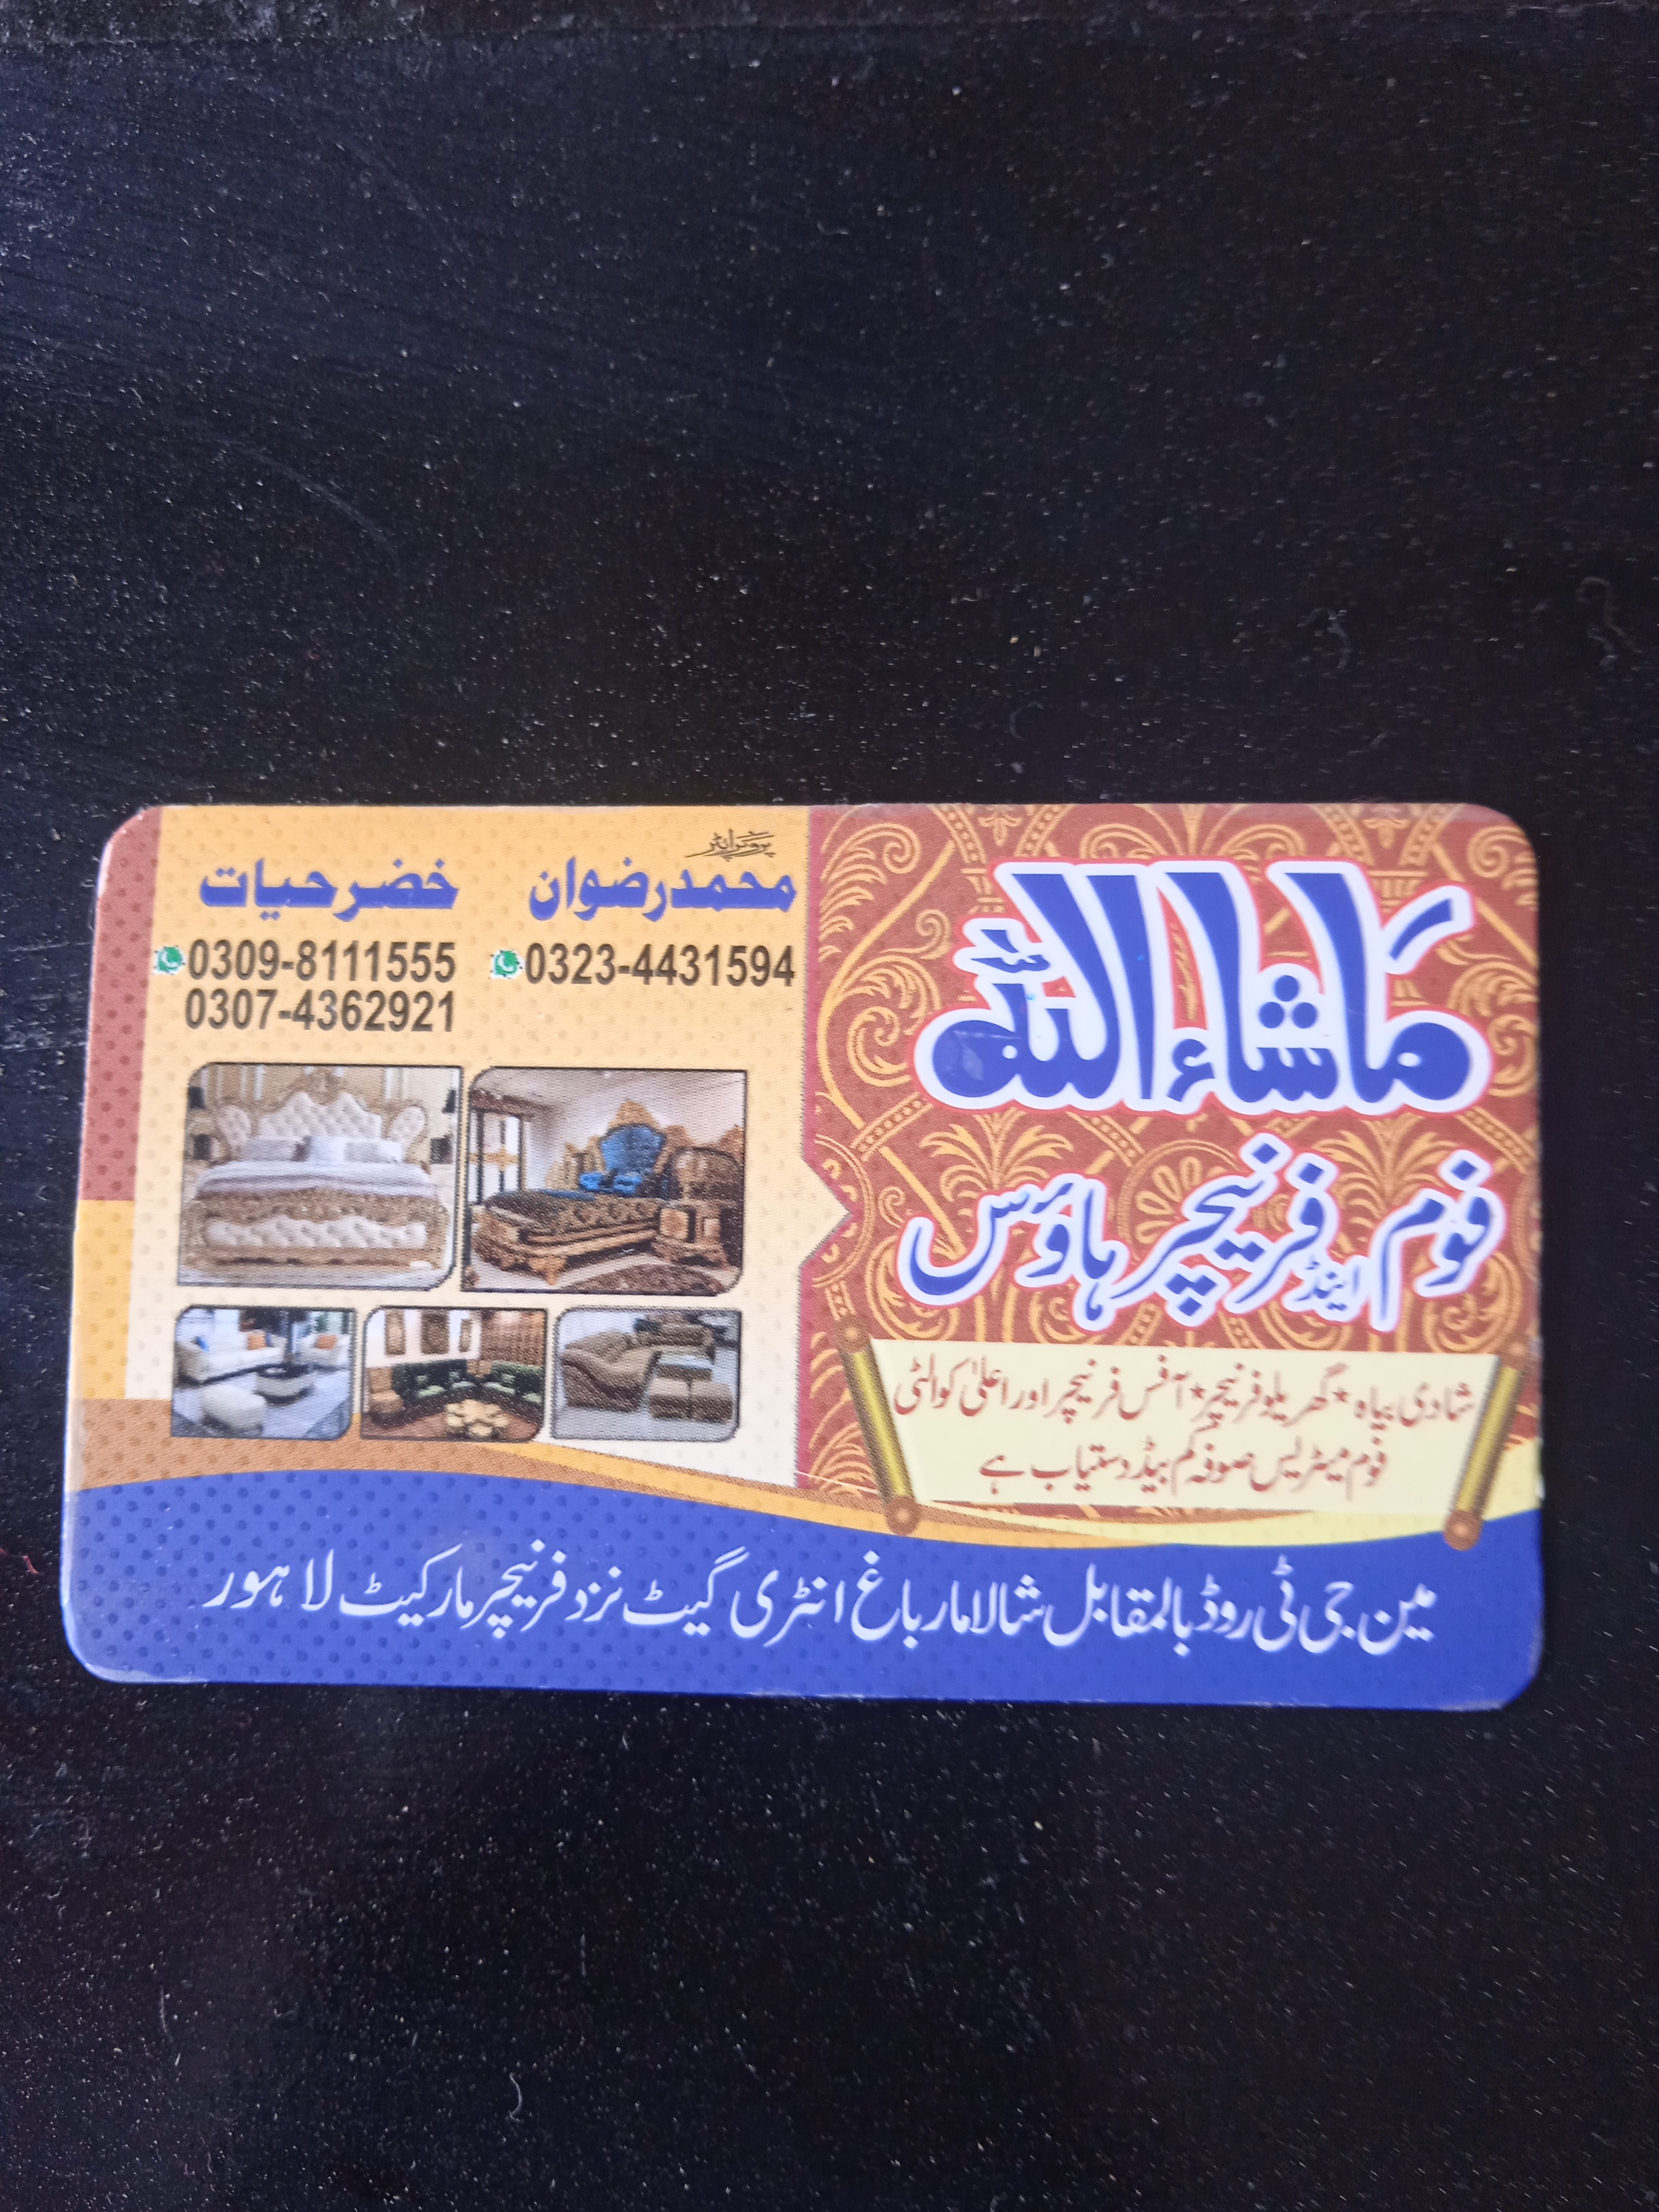 ماشاءاللہ
فوم اینڈ فرنیچر ہاؤس
شادی بیاہ *گھریلو فرنیچر *آفس فرنیچر اور اعلیٰ کوالٹی
فوم میٹریس صوفہ کم بیڈ دستیاب ہے
پروپرائٹر
محمد رضوان
0323-4431594
خضر حیات
0309-8111555
0307-4362921
مین جی ٹی روڈ بالمقابل شالامار باغ انٹری گیٹ نزد فرنیچر مارکیٹ لاہور